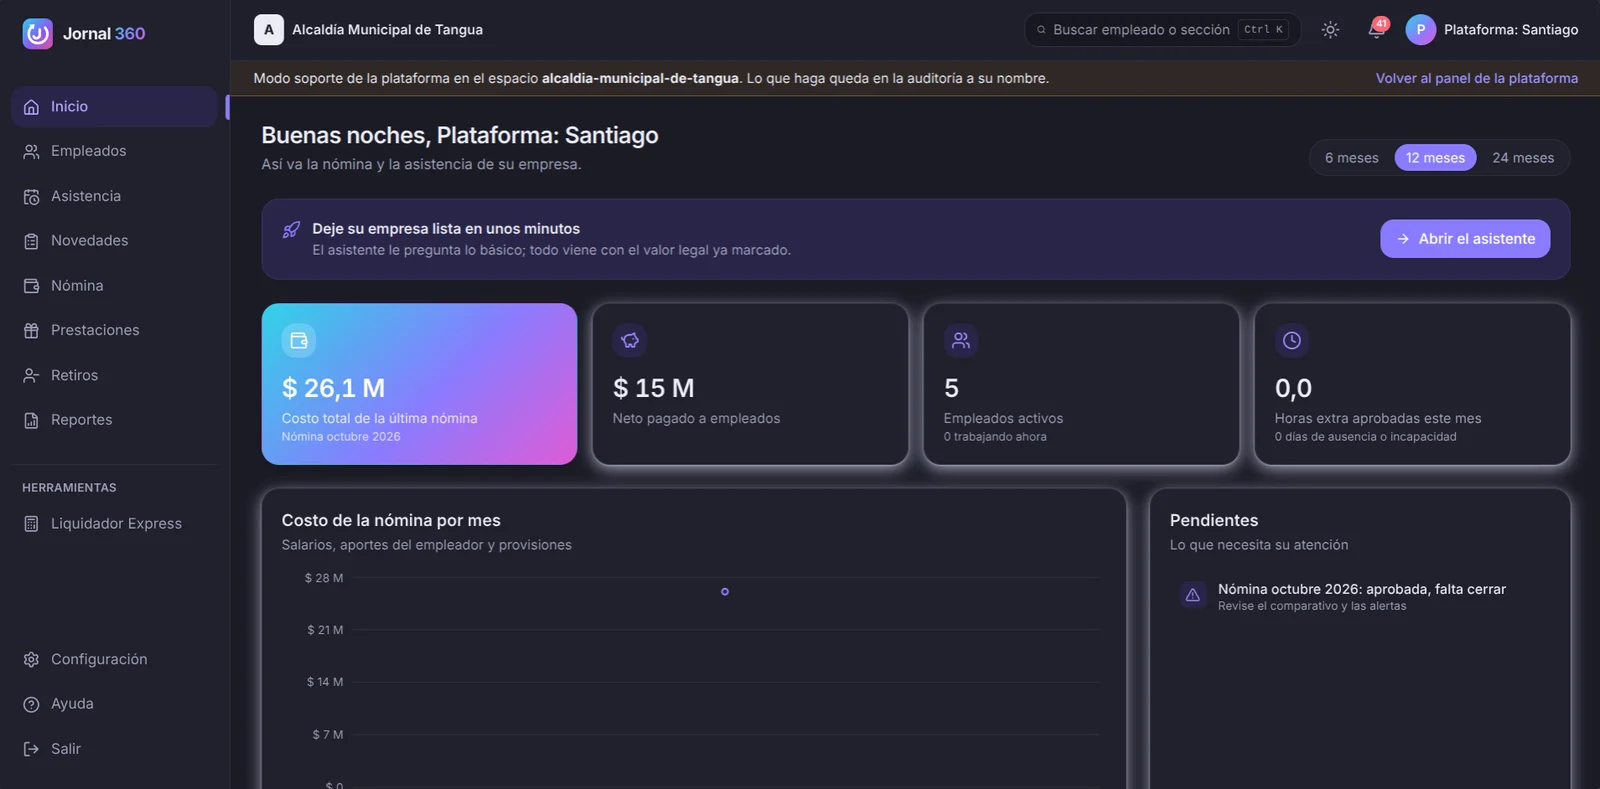 Jornal 360
Inicio
Empleados
Asistencia
Novedades
Nómina
Prestaciones
Retiros
Reportes
HERRAMIENTAS
Liquidador Express
Configuración
Ayuda
Salir
A Alcaldía Municipal de Tangua
Buscar empleado o sección Ctrl K
41
P Plataforma: Santiago
Modo soporte de la plataforma en el espacio alcaldia-municipal-de-tangua. Lo que haga queda en la auditoría a su nombre.
Volver al panel de la plataforma
Buenas noches, Plataforma: Santiago
Así va la nómina y la asistencia de su empresa.
6 meses 12 meses 24 meses
Deje su empresa lista en unos minutos
El asistente le pregunta lo básico; todo viene con el valor legal ya marcado.
Abrir el asistente
$ 26,1 M
Costo total de la última nómina
Nómina octubre 2026
$ 15 M
Neto pagado a empleados
5
Empleados activos
0 trabajando ahora
0,0
Horas extra aprobadas este mes
0 días de ausencia o incapacidad
Costo de la nómina por mes
Salarios, aportes del empleador y provisiones
$ 28 M
$ 21 M
$ 14 M
$ 7 M
$ 0
Pendientes
Lo que necesita su atención
Nómina octubre 2026: aprobada, falta cerrar
Revise el comparativo y las alertas